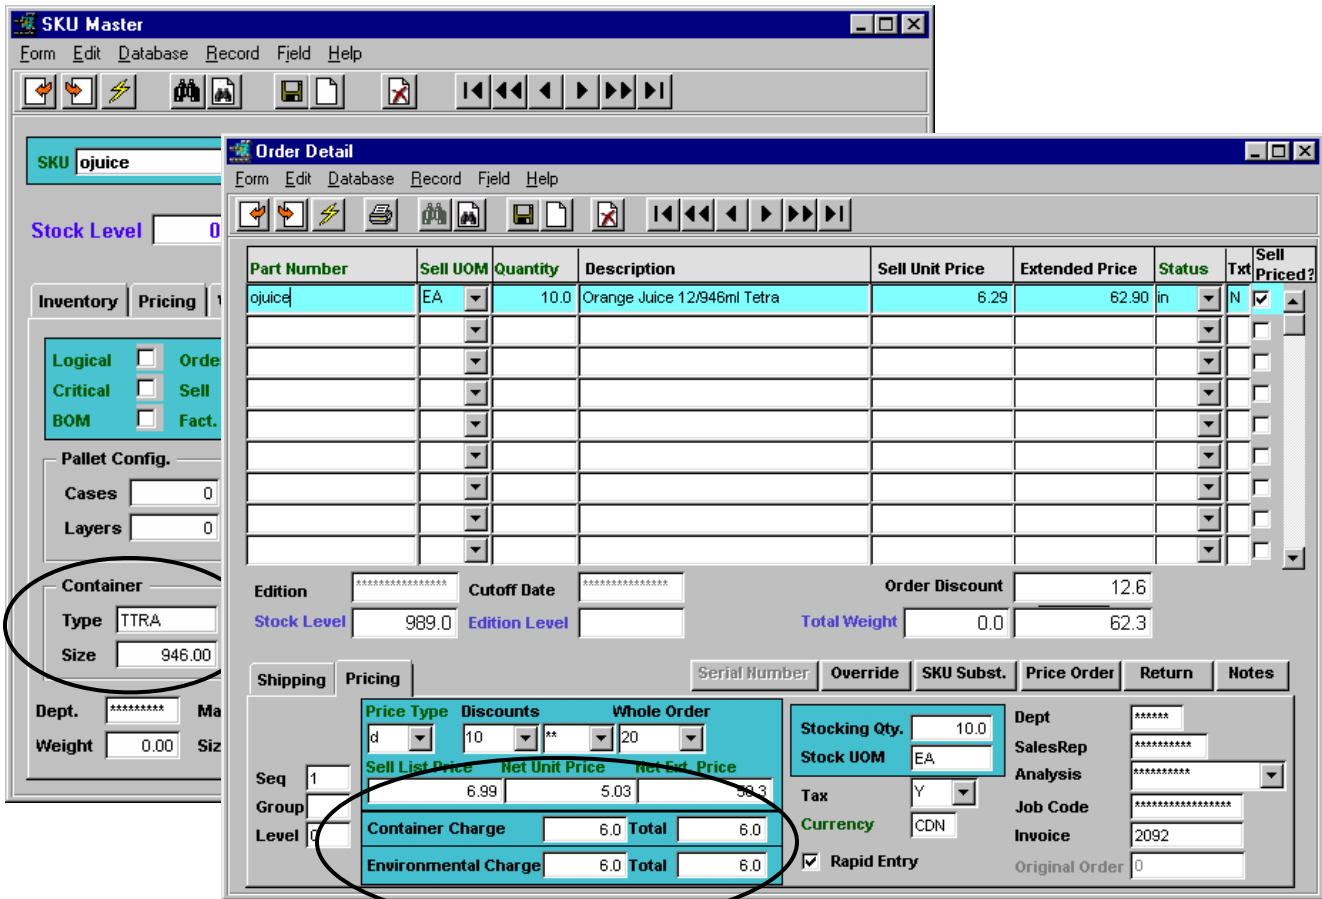 SKU Master
Form Edit Database Record Field Help
SKU ojuice
Stock Level 0
Inventory Pricing
Logical Orde
Critical Sell
BOM Fact.
Pallet Config.
Cases 0
Layers 0
Container
Type TTRA
Size 946.00
Dept. ********* Ma
Weight 0.00 Siz
Order Detail
Form Edit Database Record Field Help
Part Number Sell UOM Quantity Description Sell Unit Price Extended Price Status Txt Sell Priced?
ojuice EA 10.0 Orange Juice 12/946ml Tetra 6.29 62.90 in N
Edition **************** Cutoff Date *************** Order Discount 12.6
Stock Level 989.0 Edition Level Total Weight 0.0 62.3
Shipping Pricing Serial Number Override SKU Subst. Price Order Return Notes
Price Type Discounts Whole Order
d 10 ** 20
Sell List Price Net Unit Price Net Ext. Price
6.99 5.03 50.3
Seq 1
Group
Level 0
Container Charge 6.0 Total 6.0
Environmental Charge 6.0 Total 6.0
Stocking Qty. 10.0
Stock UOM EA
Tax Y
Currency CDN
Rapid Entry
Dept ******
SalesRep **********
Analysis **********
Job Code *****************
Invoice 2092
Original Order 0